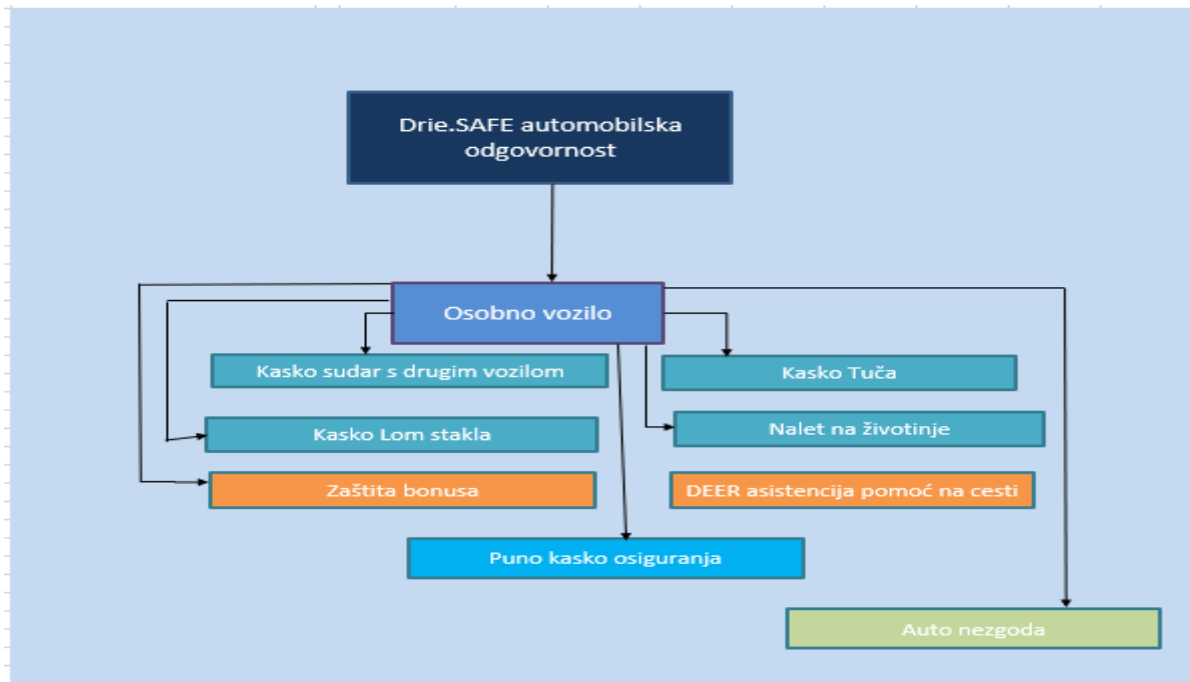 Drie.SAFE automobilska
odgovornost
Osobno vozilo
Kasko sudar s drugim vozilom
Kasko Tuča
Kasko Lom stakla
Nalet na životinje
Zaštita bonusa
DEER asistencija pomoć na cesti
Puno kasko osiguranja
Auto nezgoda